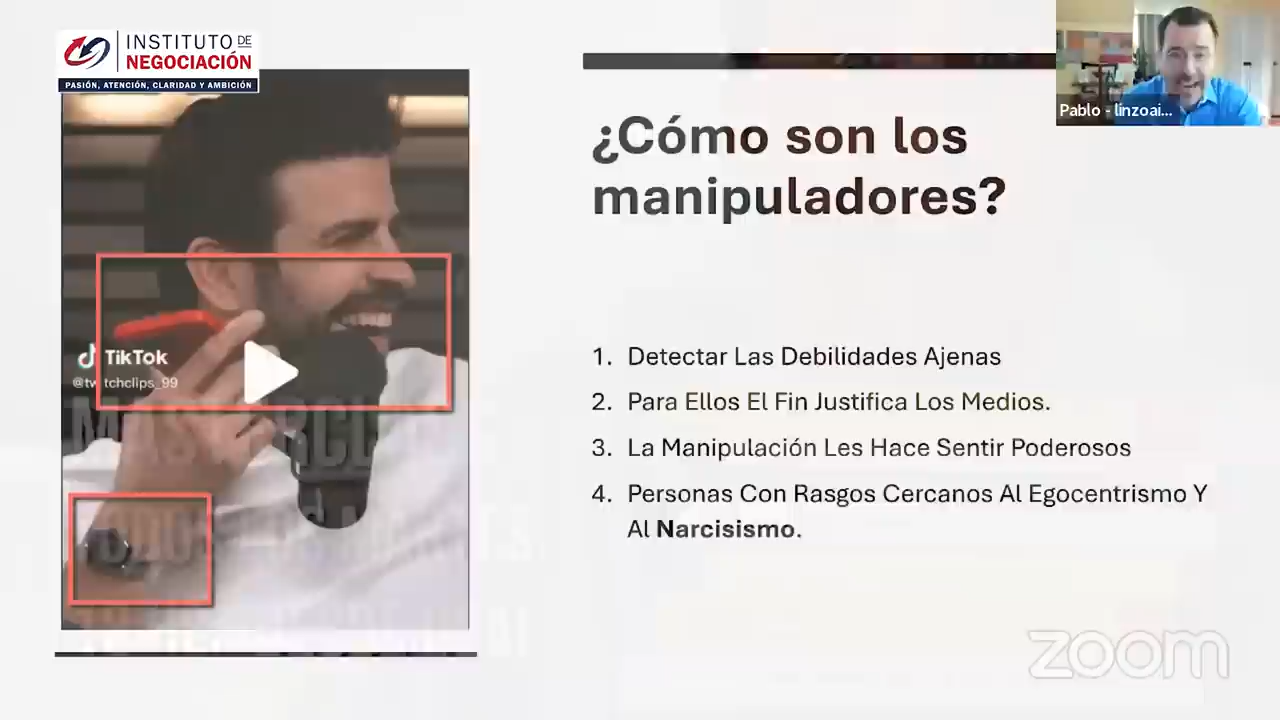 INSTITUTO DE
NEGOCIACIÓN
PASIÓN, ATENCIÓN, CLARIDAD Y AMBICIÓN
Pablo - linzoai...
¿Cómo son los
manipuladores?
TikTok
@twitchclips_99
1. Detectar Las Debilidades Ajenas
2. Para Ellos El Fin Justifica Los Medios.
3. La Manipulación Les Hace Sentir Poderosos
4. Personas Con Rasgos Cercanos Al Egocentrismo Y
Al Narcisismo.
zoom